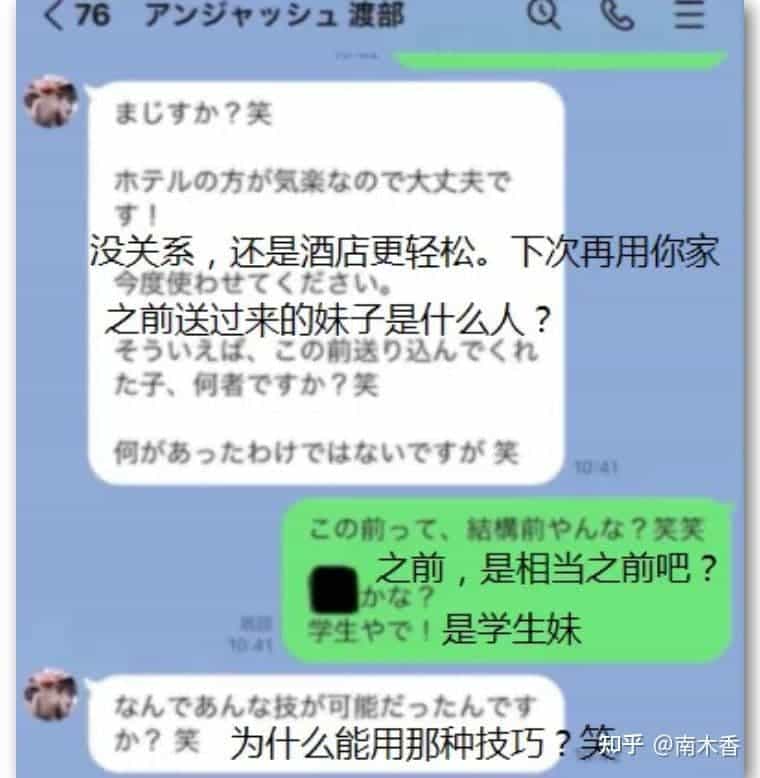 76 アンジャッシュ 渡部
まじすか？笑
ホテルの方が気楽なので大丈夫で
す！
没关系，还是酒店更轻松。下次再用你家
今度使わせてください。
之前送过来的妹子是什么人？
そういえば、この前送り込んでくれ
た子、何者ですか？笑
何があったわけではないですが 笑
10:41
この前って、結構前やんな？笑笑
之前，是相当之前吧？
かな？
学生やで！ 是学生妹
10:41
なんであんな技が可能だったんです
か？ 笑 为什么能用那种技巧？笑
知乎 @南木香